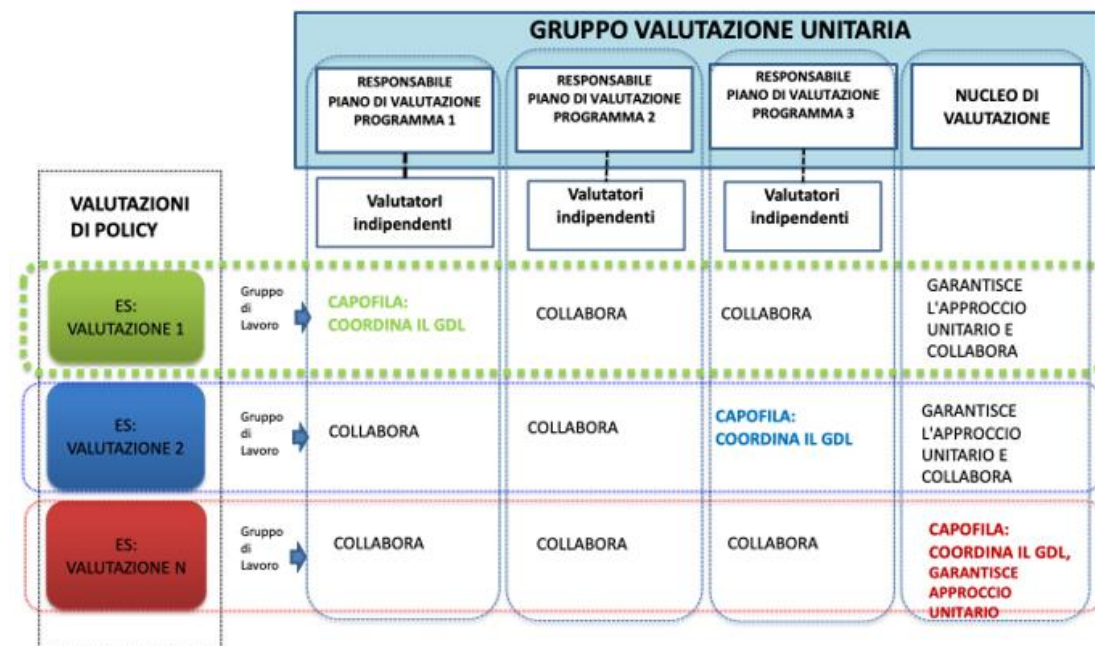 GRUPPO VALUTAZIONE UNITARIA
RESPONSABILE
PIANO DI VALUTAZIONE
PROGRAMMA 1
RESPONSABILE
PIANO DI VALUTAZIONE
PROGRAMMA 2
RESPONSABILE
PIANO DI VALUTAZIONE
PROGRAMMA 3
NUCLEO DI
VALUTAZIONE
ValutatorI
indipendentI
Valutatori
indipendenti
Valutatori
indipendenti
VALUTAZIONI
DI POLICY
ES:
VALUTAZIONE 1
Gruppo
di
Lavoro
CAPOFILA:
COORDINA IL GDL
COLLABORA
COLLABORA
GARANTISCE
L'APPROCCIO
UNITARIO E
COLLABORA
ES:
VALUTAZIONE 2
Gruppo
di
Lavoro
COLLABORA
COLLABORA
CAPOFILA:
COORDINA IL GDL
GARANTISCE
L'APPROCCIO
UNITARIO E
COLLABORA
ES:
VALUTAZIONE N
Gruppo
di
Lavoro
COLLABORA
COLLABORA
COLLABORA
CAPOFILA:
COORDINA IL GDL,
GARANTISCE
APPROCCIO
UNITARIO